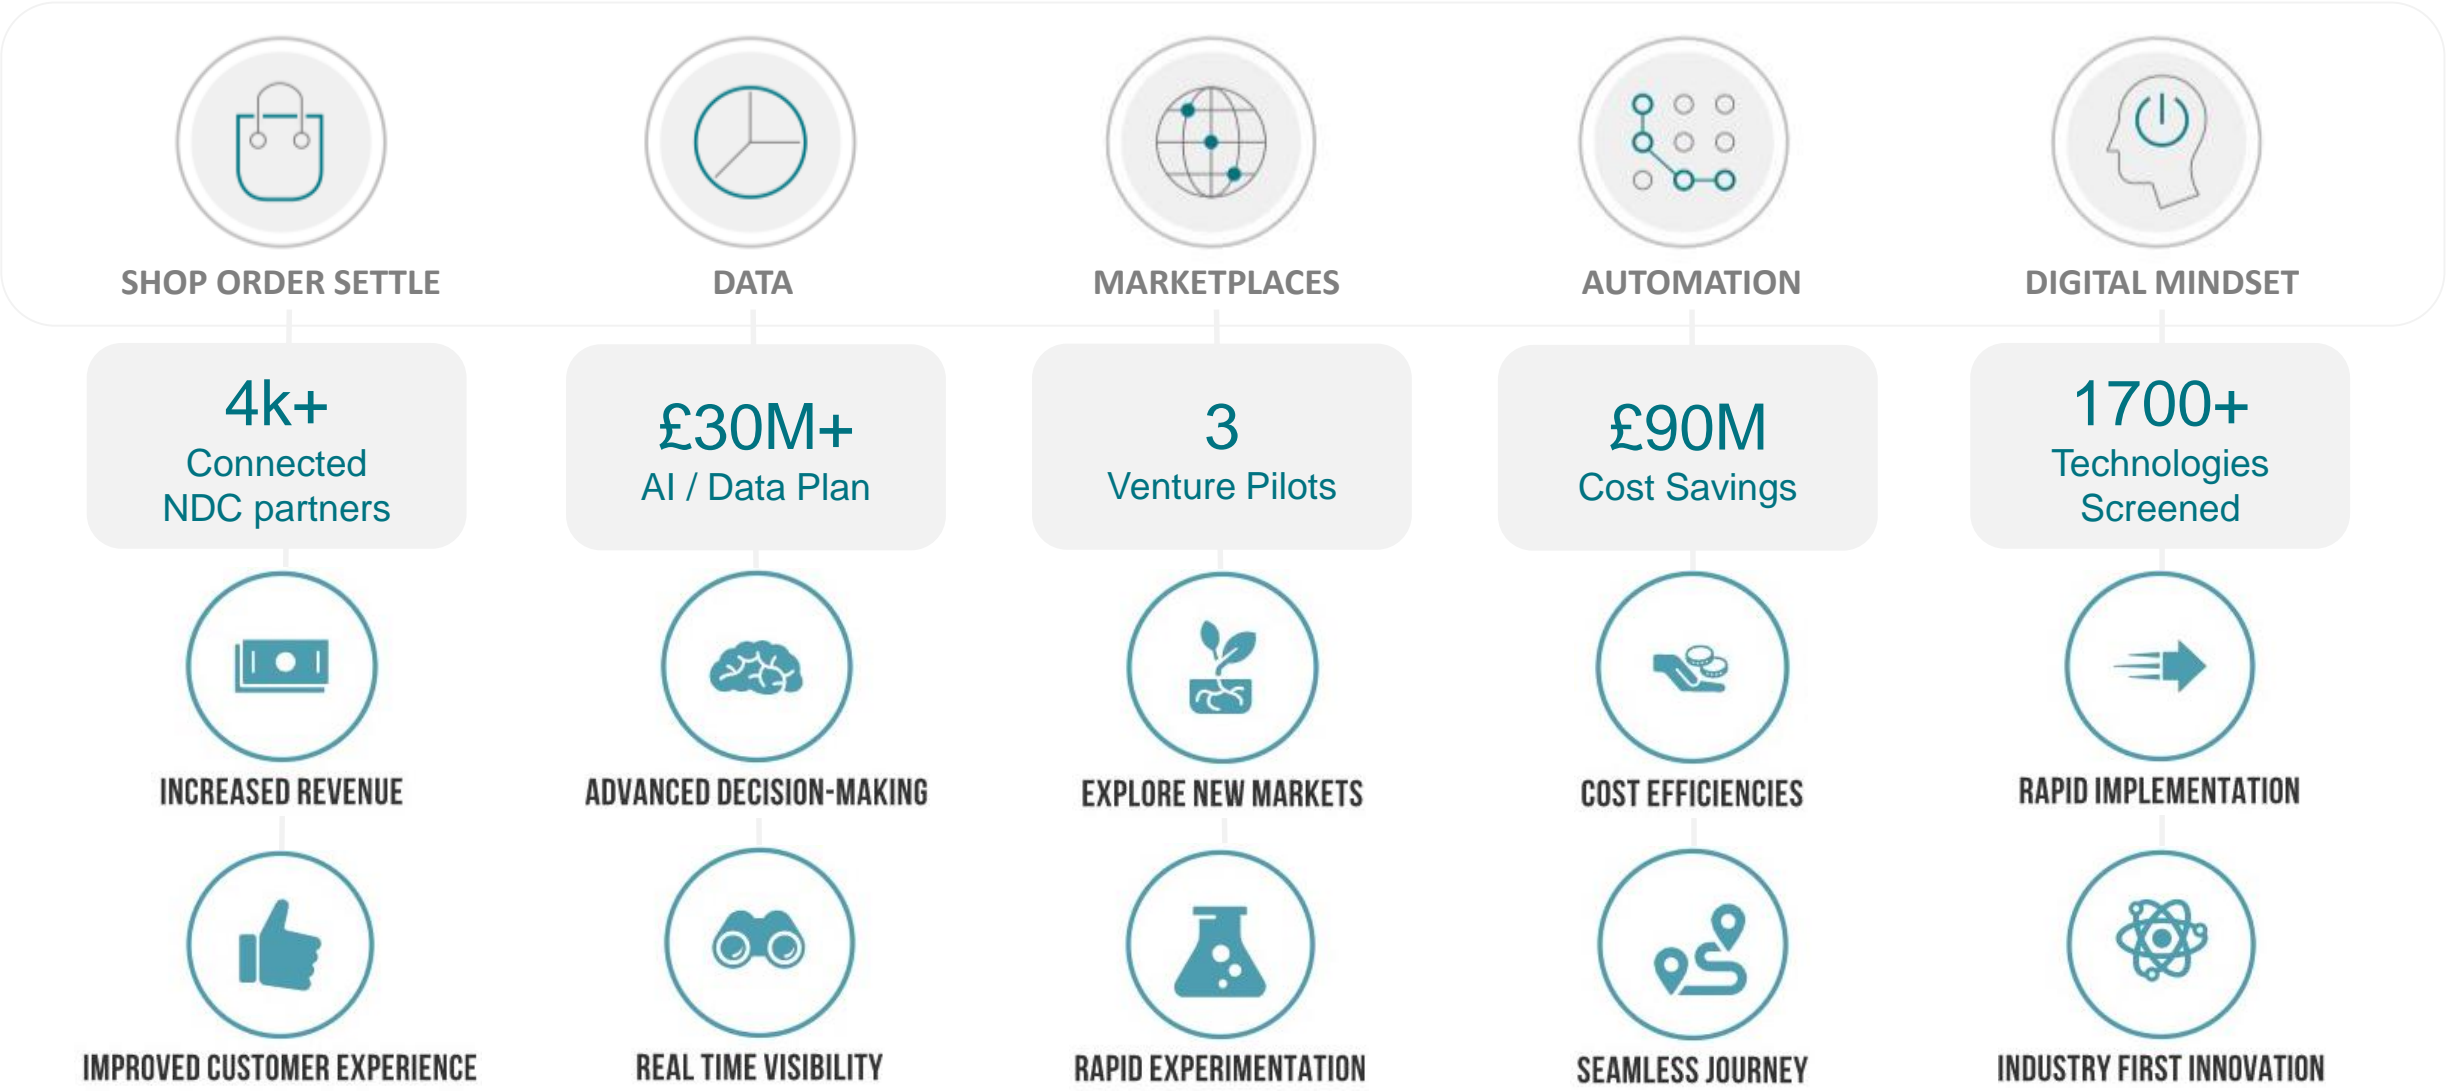 SHOP ORDER SETTLE
DATA
MARKETPLACES
AUTOMATION
DIGITAL MINDSET
4k+
Connected
NDC partners
£30M+
AI / Data Plan
3
Venture Pilots
£90M
Cost Savings
1700+
Technologies
Screened
INCREASED REVENUE
ADVANCED DECISION-MAKING
EXPLORE NEW MARKETS
COST EFFICIENCIES
RAPID IMPLEMENTATION
IMPROVED CUSTOMER EXPERIENCE
REAL TIME VISIBILITY
RAPID EXPERIMENTATION
SEAMLESS JOURNEY
INDUSTRY FIRST INNOVATION